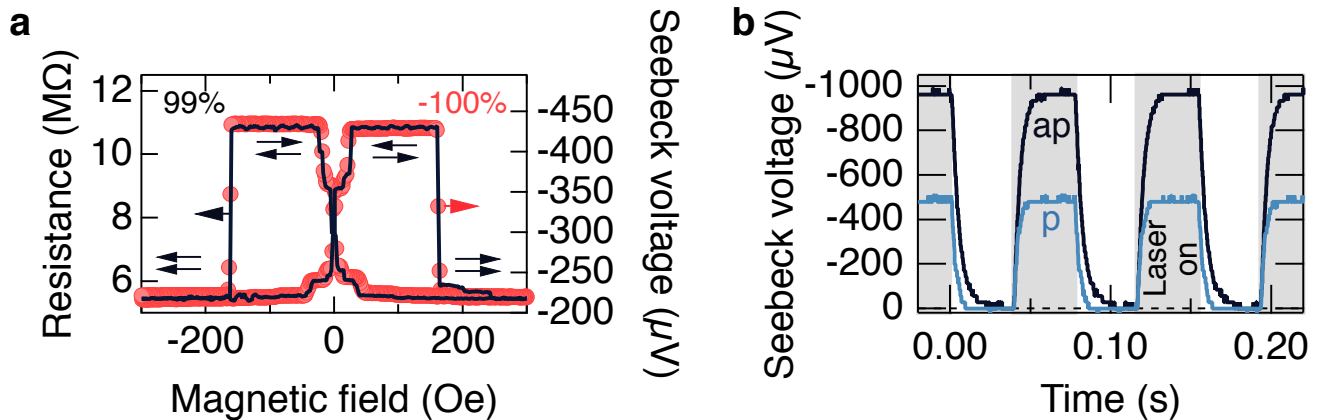 a
Resistance (MΩ)
12
10
8
6
99%
-100%
-450
-400
-350
-300
-250
-200
Seebeck voltage (µV)
-200
0
200
Magnetic field (Oe)
b
Seebeck voltage (µV)
-1000
-800
-600
-400
-200
0
ap
p
Laser
on
0.00
0.10
0.20
Time (s)